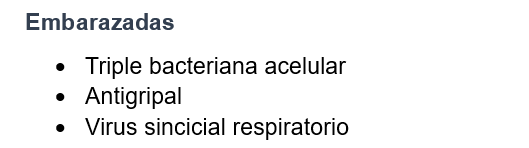 Embarazadas
• Triple bacteriana acelular
• Antigripal
• Virus sincicial respiratorio